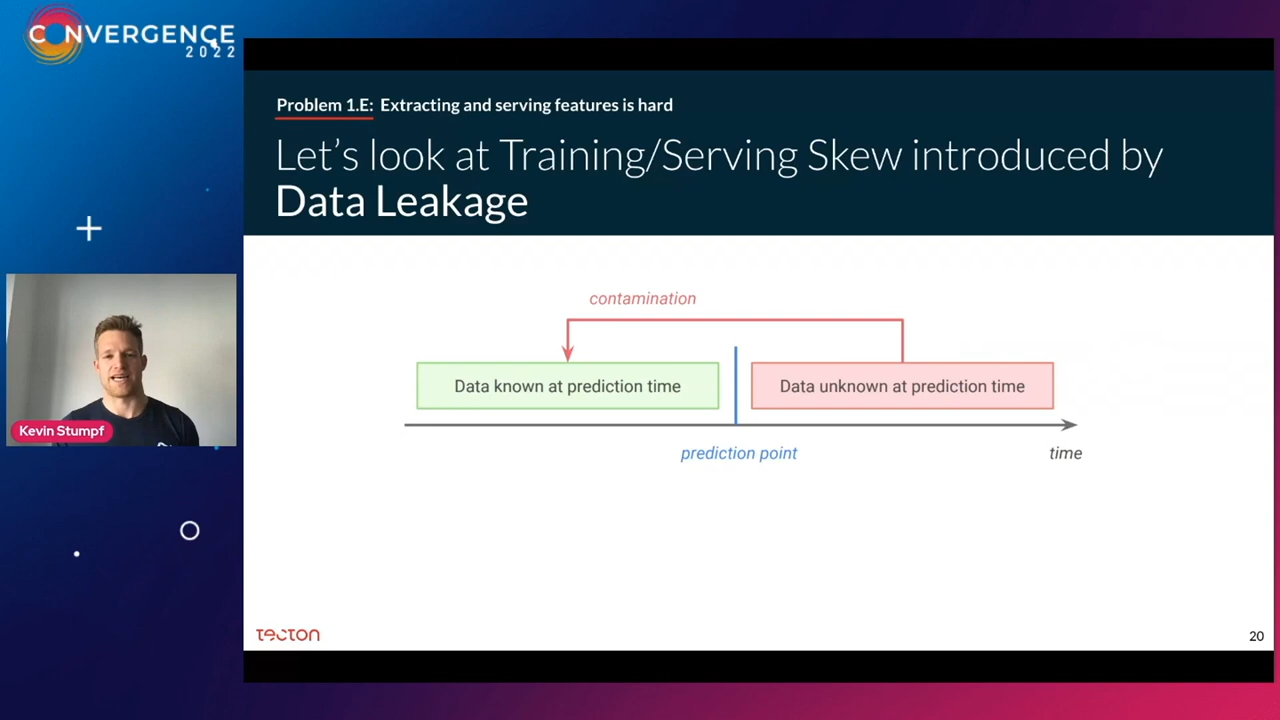 CONVERGENCE
2022
Problem 1.E: Extracting and serving features is hard
Let's look at Training/Serving Skew introduced by
Data Leakage
contamination
Data known at prediction time
Data unknown at prediction time
prediction point
time
Kevin Stumpf
tecton
20